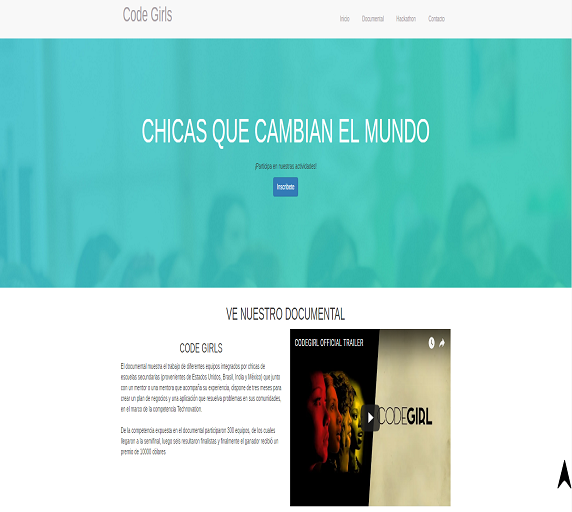 Code Girls
Inicio Documental Hackathon Contacto
CHICAS QUE CAMBIAN EL MUNDO
¡Participa en nuestras actividades!
Inscríbete
VE NUESTRO DOCUMENTAL
CODE GIRLS
El documental muestra el trabajo de diferentes equipos integrados por chicas de
escuelas secundarias (provenientes de Estados Unidos, Brasil, India y México) que junto
con un mentor o una mentora que acompaña su experiencia, dispone de tres meses para
crear un plan de negocios y una aplicación que resuelva problemas en sus comunidades,
en el marco de la competencia Technovation.
De la competencia expuesta en el documental participaron 300 equipos, de los cuales
llegaron a la semifinal, luego seis resultaron finalistas y finalmente el ganador recibió un
premio de 10000 dólares.
CODEGIRL OFFICIAL TRAILER
CODEGIRL